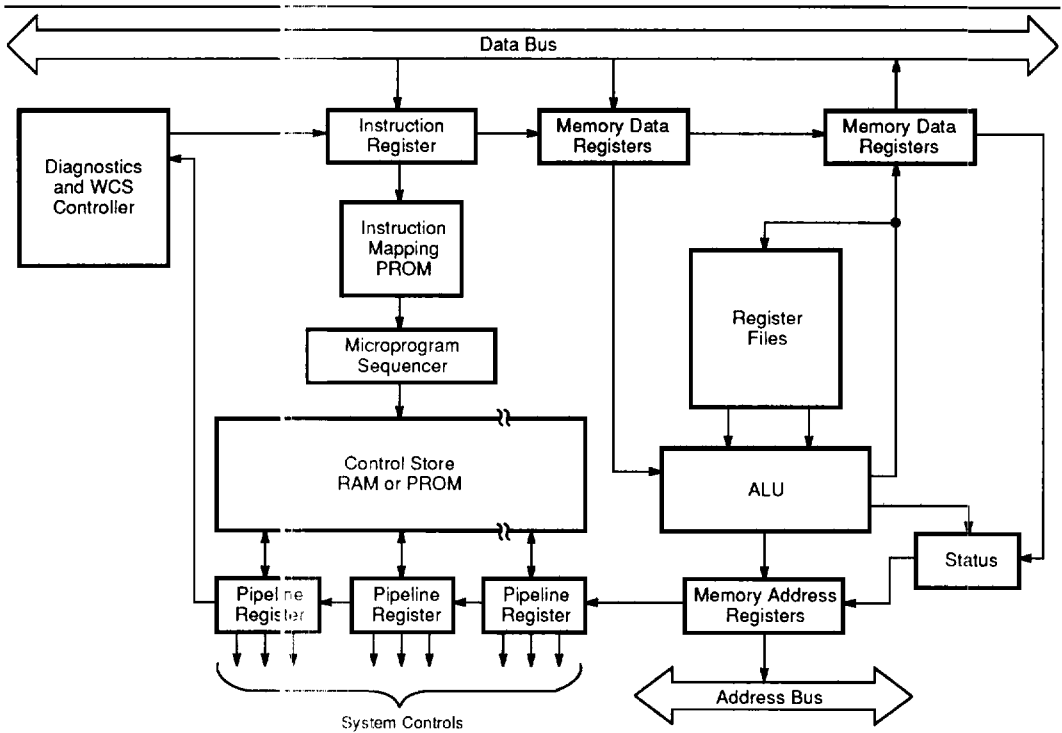 Data Bus
Diagnostics
and WCS
Controller
Instruction
Register
Memory Data
Registers
Memory Data
Registers
Instruction
Mapping
PROM
Register
Files
Microprogram
Sequencer
Control Store
RAM or PROM
ALU
Status
Pipeline
Register
Pipeline
Register
Pipeline
Register
Memory Address
Registers
Address Bus
System Controls